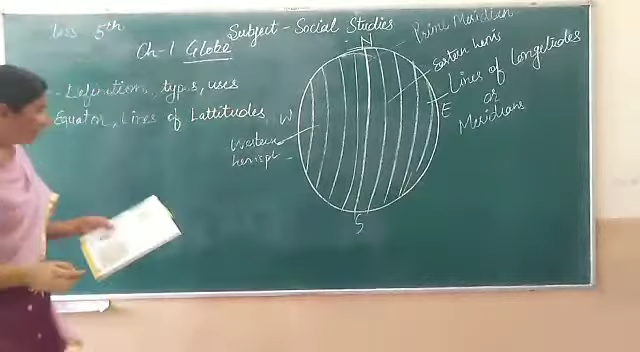 lass 5th
Subject - Social Studies
Ch-1 Globe
- Definition, types, uses
Equator, Lines of Lattitudes
N
Prime Meridian
Eastern hemis
Lines of Longitudes
or
Meridians
W
E
Western
hemisph -
S